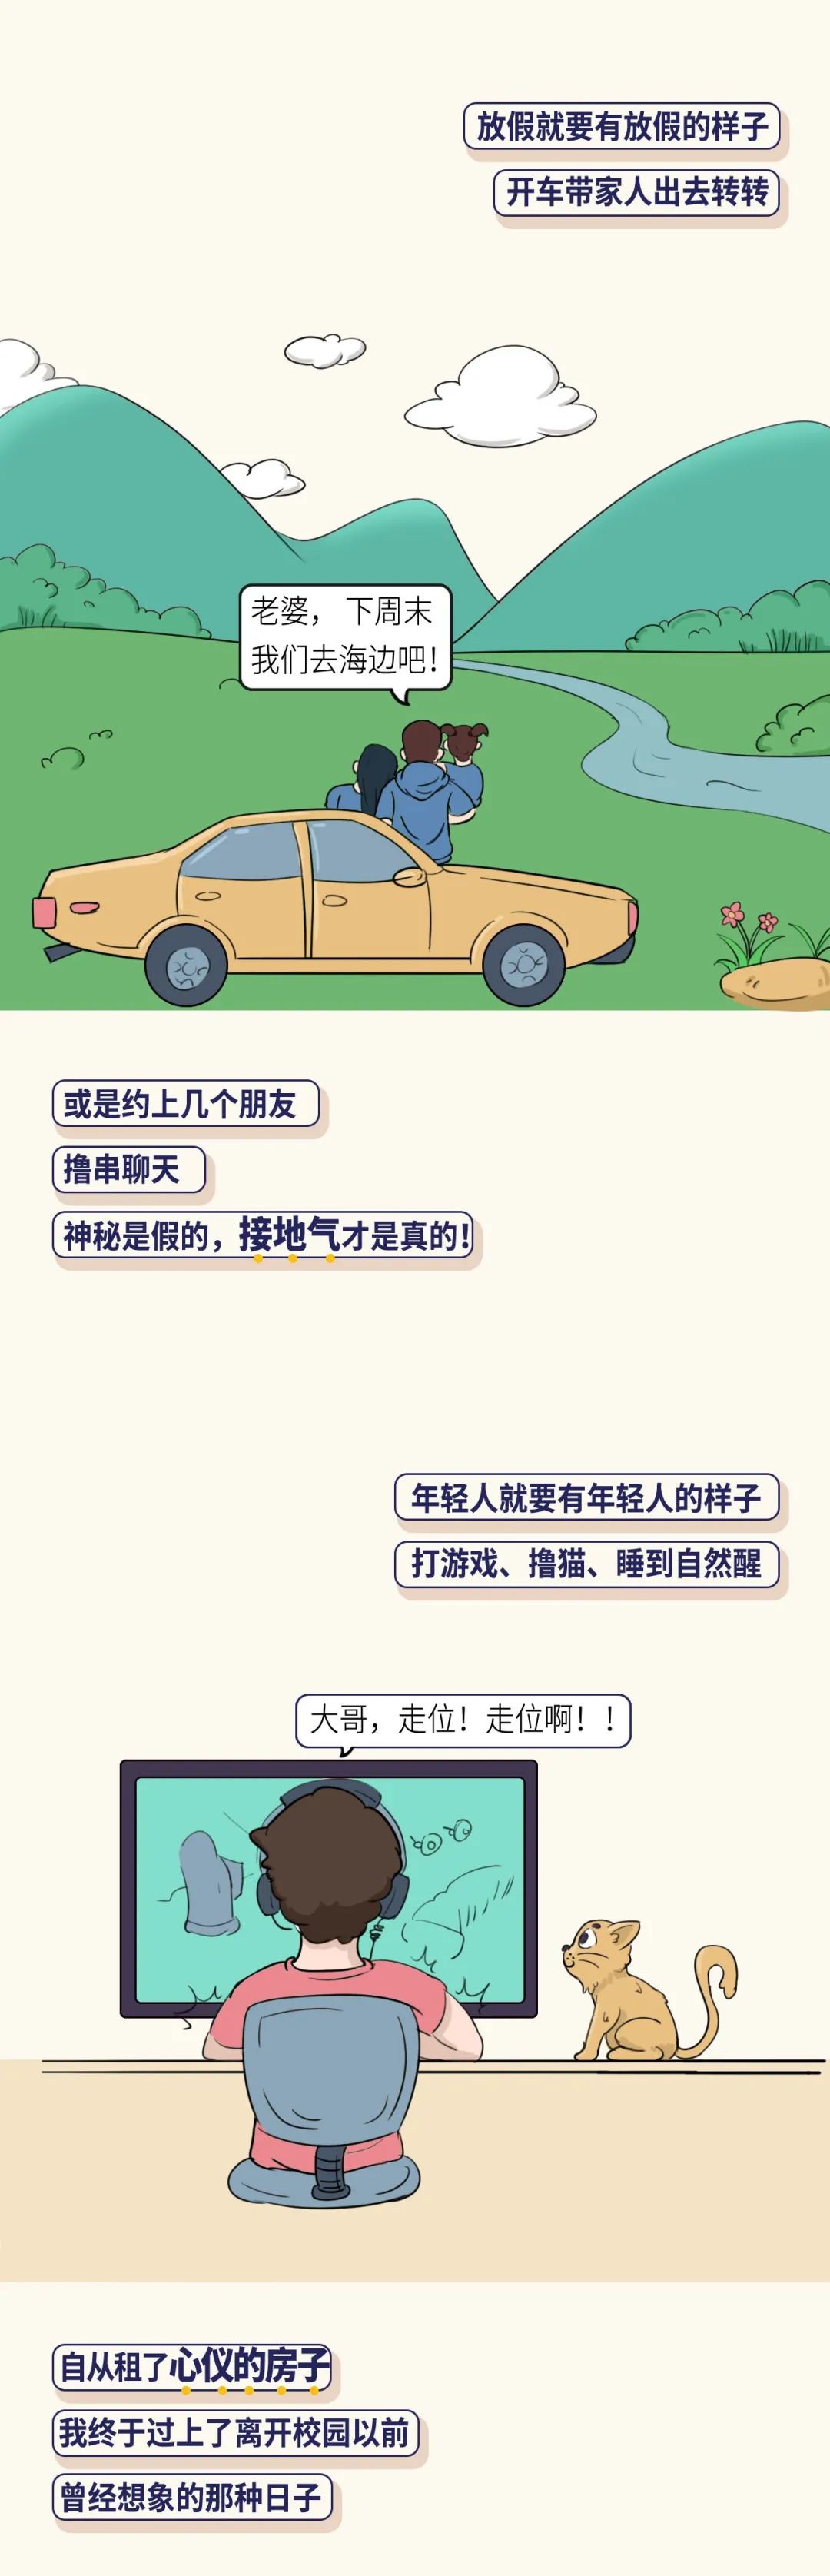 放假就要有放假的样子
开车带家人出去转转
老婆，下周末
我们去海边吧！
或是约上几个朋友
撸串聊天
神秘是假的，接地气才是真的！
年轻人就要有年轻人的样子
打游戏、撸猫、睡到自然醒
大哥，走位！走位啊！！
自从租了心仪的房子
我终于过上了离开校园以前
曾经想象的那种日子